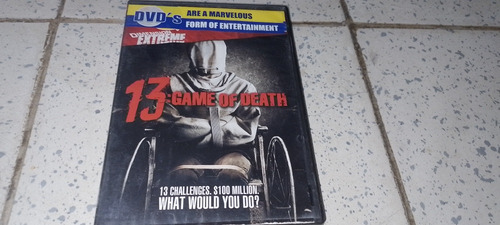 DVD's
ARE A MARVELOUS
FORM OF ENTERTAINMENT
DIMENSION
EXTREME
13: GAME OF DEATH
13 CHALLENGES. $100 MILLION.
WHAT WOULD YOU DO?